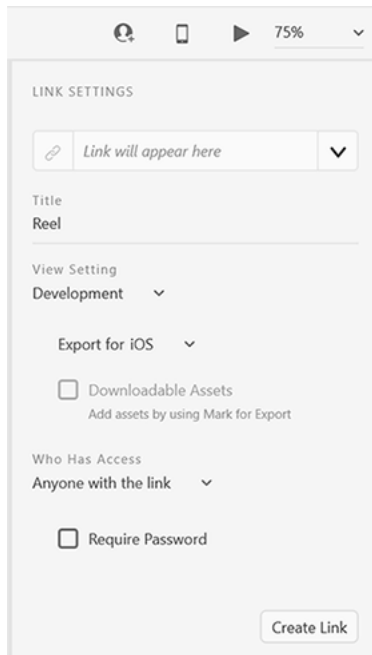 75%
LINK SETTINGS
Link will appear here
Title
Reel
View Setting
Development
Export for iOS
Downloadable Assets
Add assets by using Mark for Export
Who Has Access
Anyone with the link
Require Password
Create Link